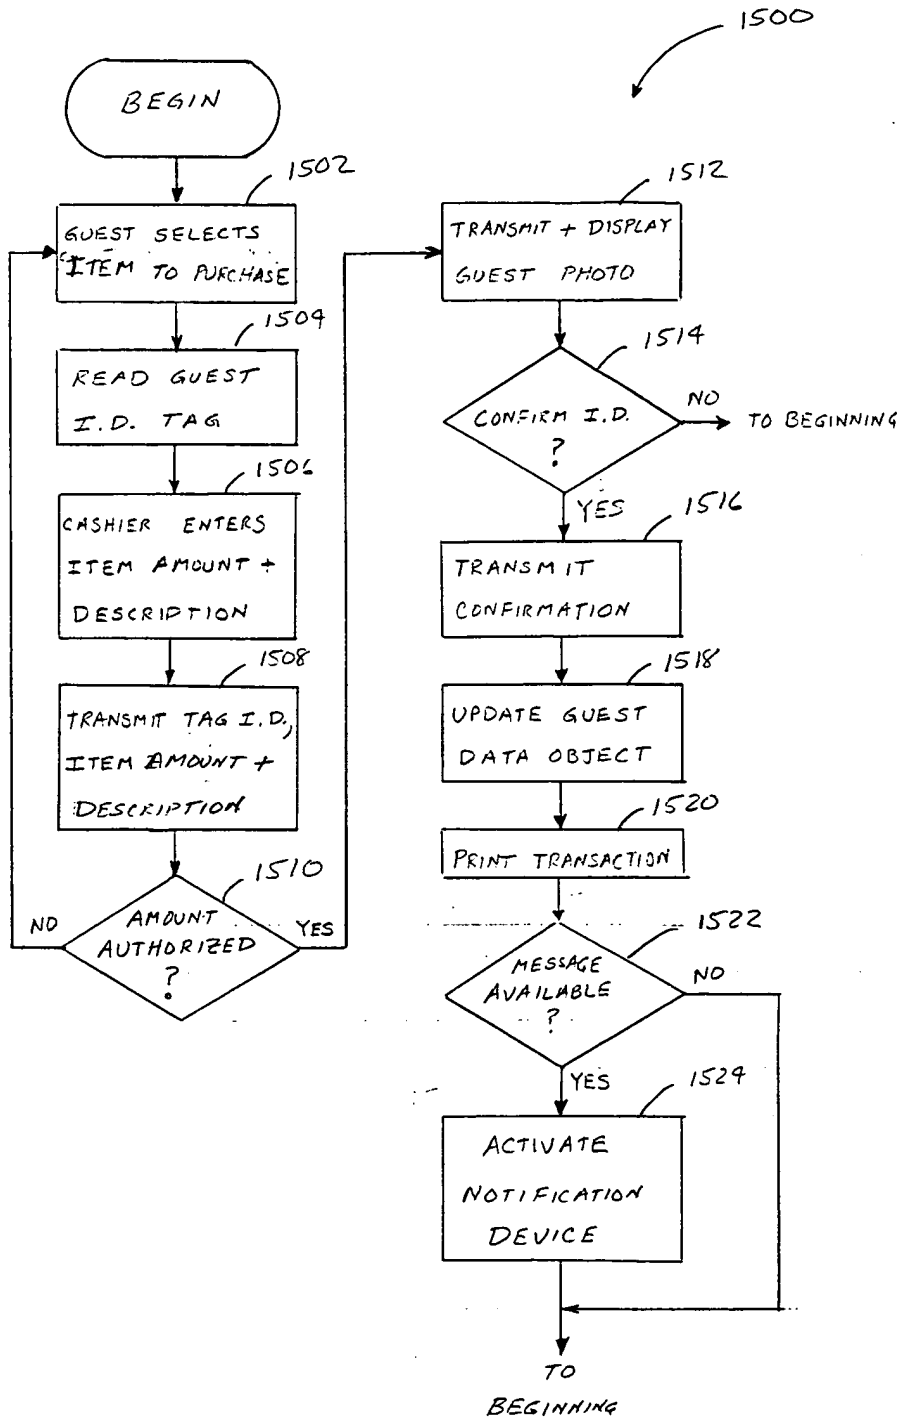 1500
BEGIN
1502
GUEST SELECTS
ITEM TO PURCHASE
1504
READ GUEST
I.D. TAG
1506
CASHIER ENTERS
ITEM AMOUNT +
DESCRIPTION
1508
TRANSMIT TAG I.D.,
ITEM AMOUNT +
DESCRIPTION
1510
AMOUNT
AUTHORIZED
?
NO
YES
1512
TRANSMIT + DISPLAY
GUEST PHOTO
1514
CONFIRM I.D.
?
NO
TO BEGINNING
YES
1516
TRANSMIT
CONFIRMATION
1518
UPDATE GUEST
DATA OBJECT
1520
PRINT TRANSACTION
1522
MESSAGE
AVAILABLE
?
NO
YES
1524
ACTIVATE
NOTIFICATION
DEVICE
TO
BEGINNING